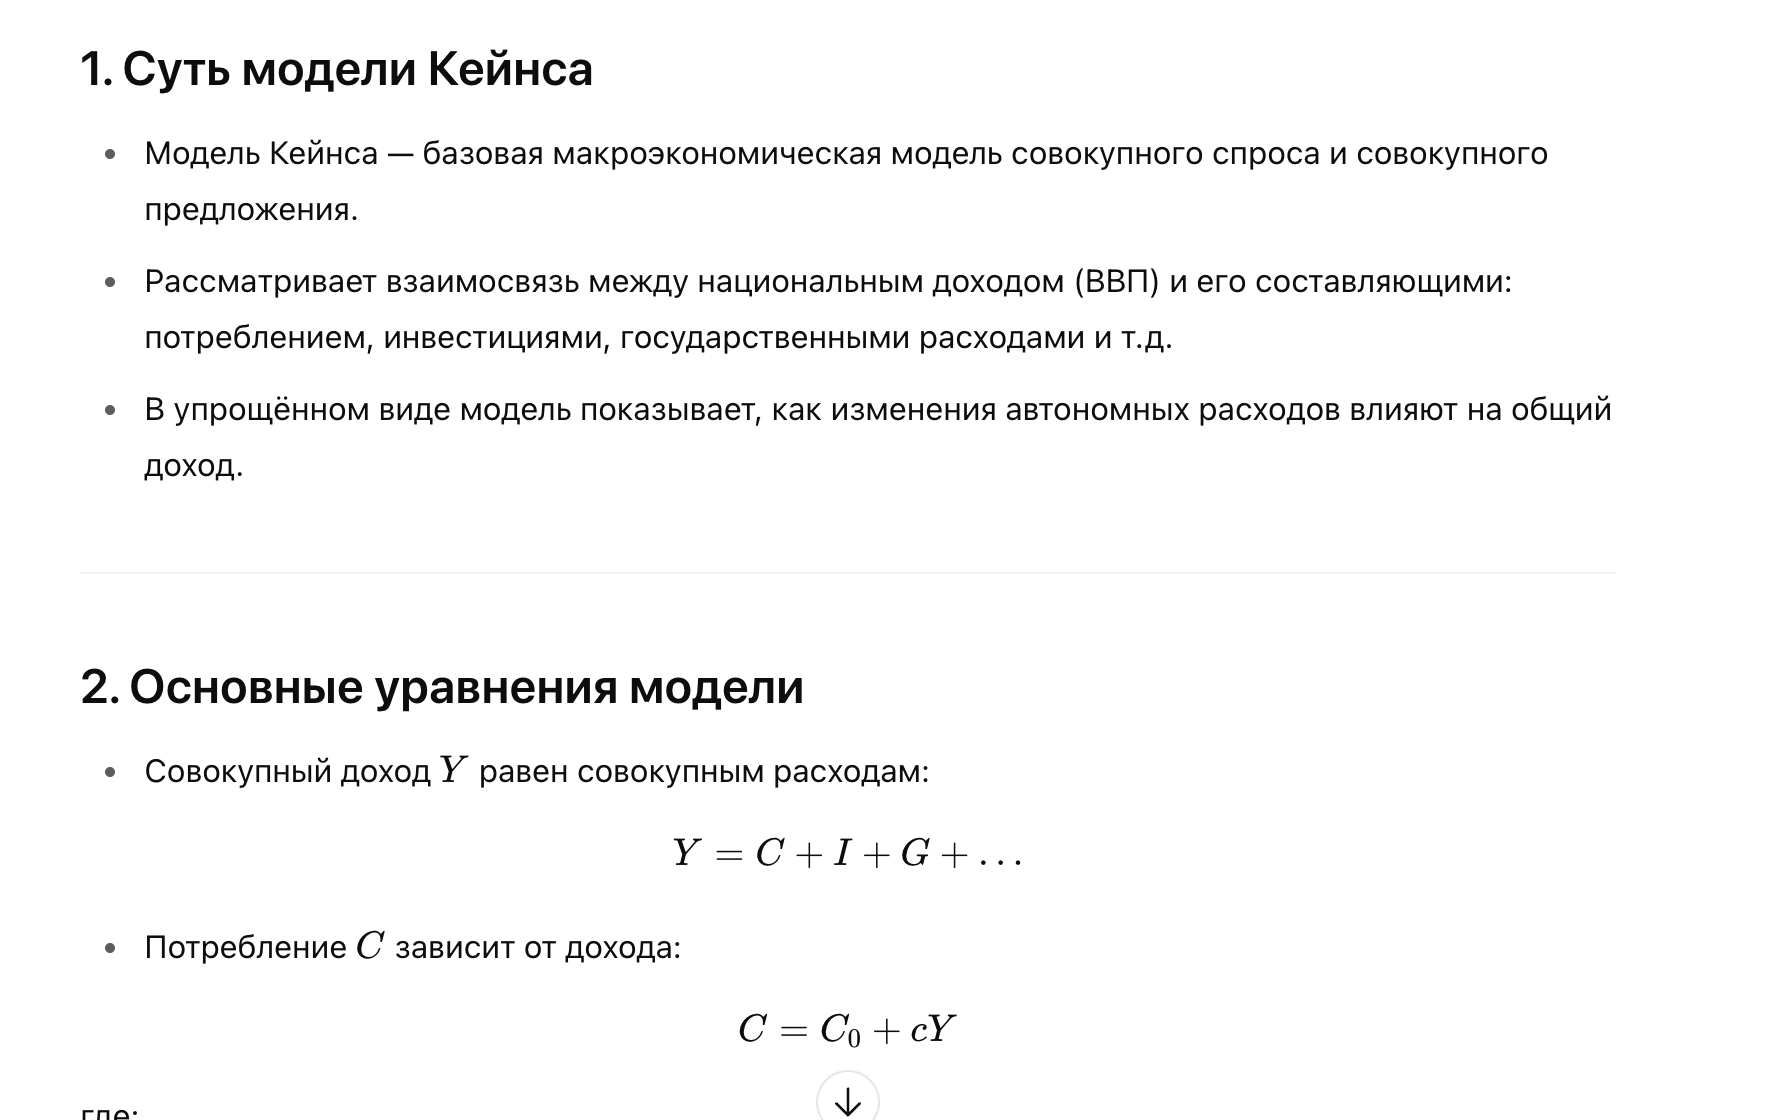 1. Суть модели Кейнса
• Модель Кейнса — базовая макроэкономическая модель совокупного спроса и совокупного
предложения.
• Рассматривает взаимосвязь между национальным доходом (ВВП) и его составляющими:
потреблением, инвестициями, государственными расходами и т.д.
• В упрощённом виде модель показывает, как изменения автономных расходов влияют на общий
доход.
2. Основные уравнения модели
• Совокупный доход Y равен совокупным расходам:
Y = C + I + G + ...
• Потребление C зависит от дохода:
C = C₀ + cY
где: